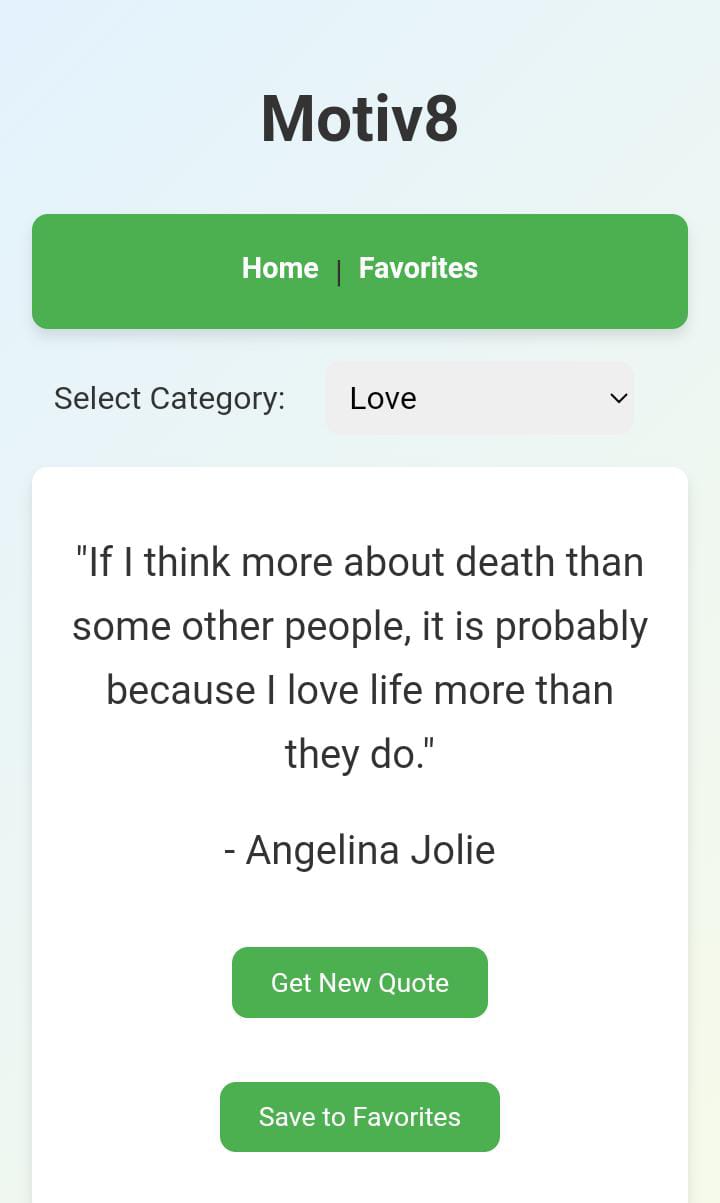 Motiv8
Home | Favorites
Select Category: Love
"If I think more about death than
some other people, it is probably
because I love life more than
they do."
- Angelina Jolie
Get New Quote
Save to Favorites